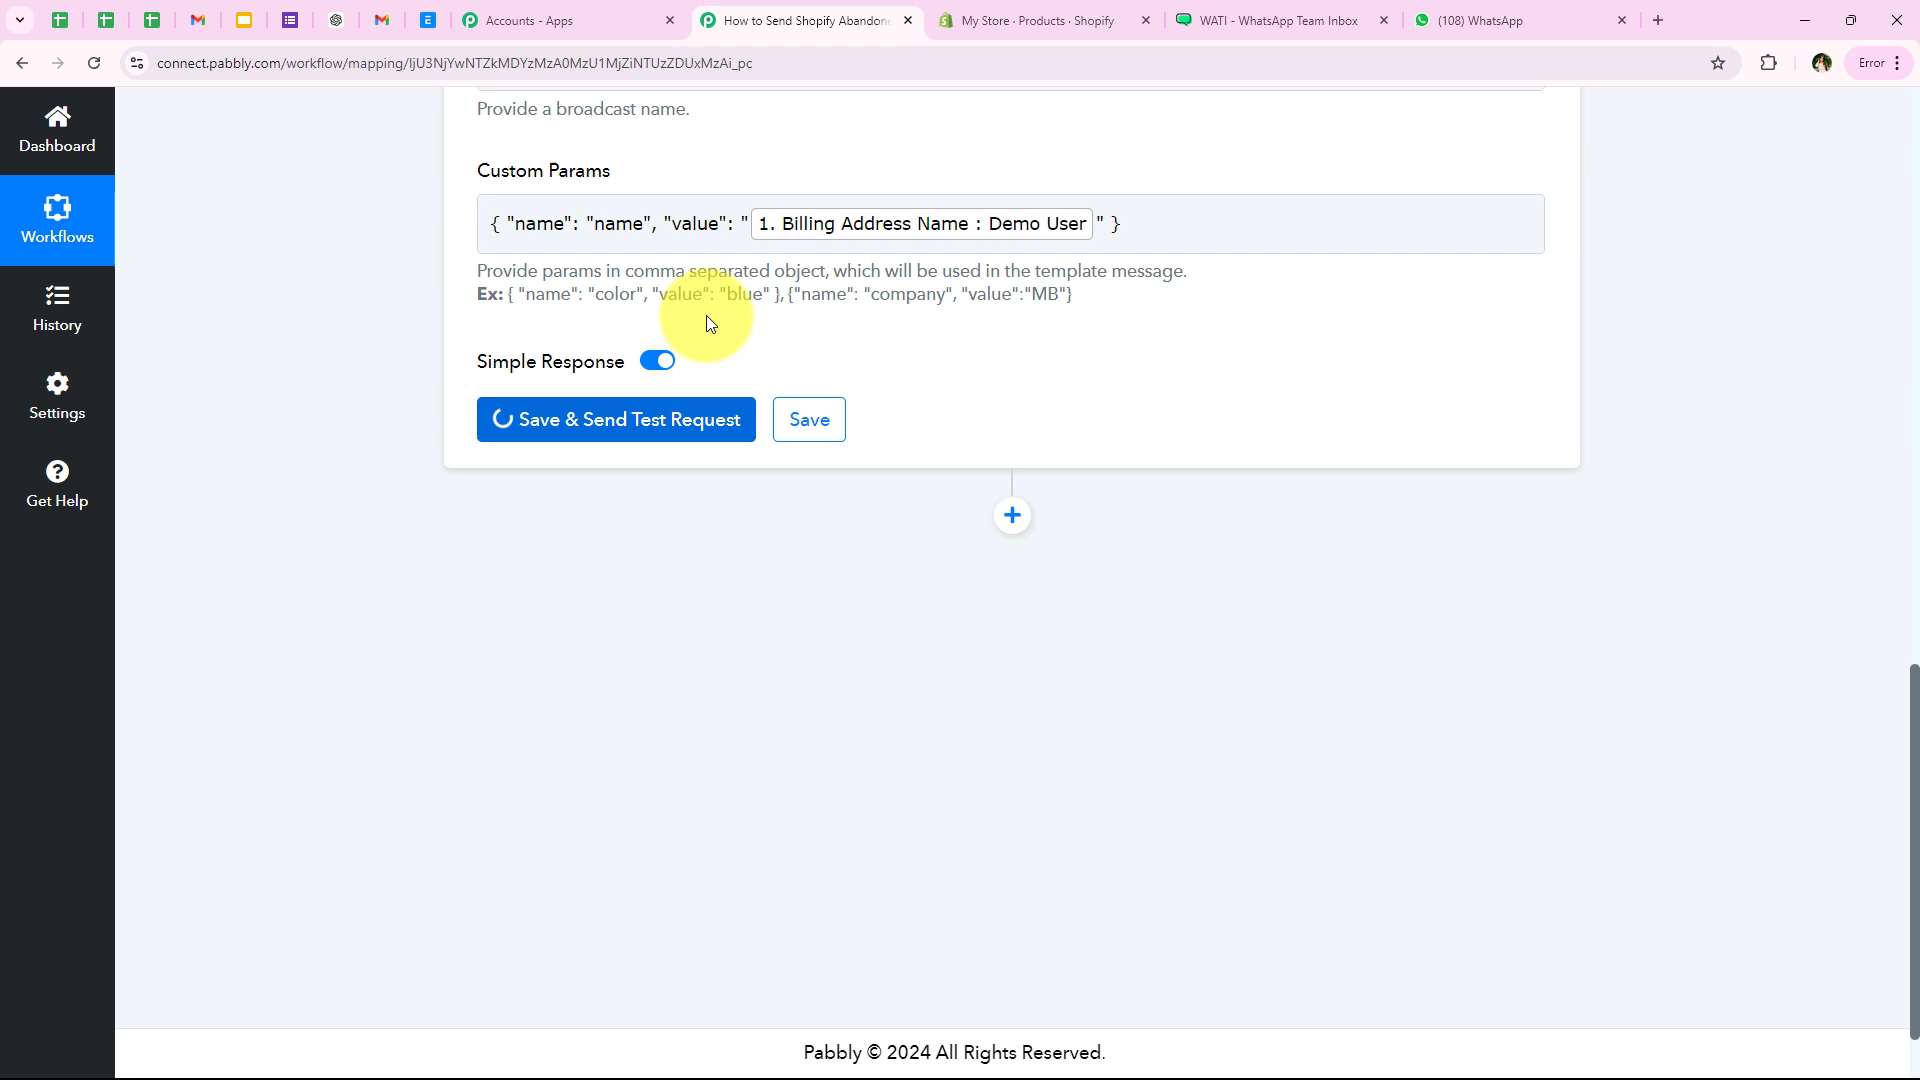 Accounts - Apps
How to Send Shopify Abandone
My Store · Products · Shopify
WATI - WhatsApp Team Inbox
(108) WhatsApp
connect.pabbly.com/workflow/mapping/IjU3NjYwNTZkMDYzMzA0MzU1MjZiNTUzZDUxMzAi_pc
Error
Dashboard
Workflows
History
Settings
Get Help
Provide a broadcast name.
Custom Params
{ "name": "name", "value": " 1. Billing Address Name : Demo User " }
Provide params in comma separated object, which will be used in the template message.
Ex: { "name": "color", "value": "blue" }, {"name": "company", "value":"MB"}
Simple Response
Save & Send Test Request
Save
Pabbly © 2024 All Rights Reserved.